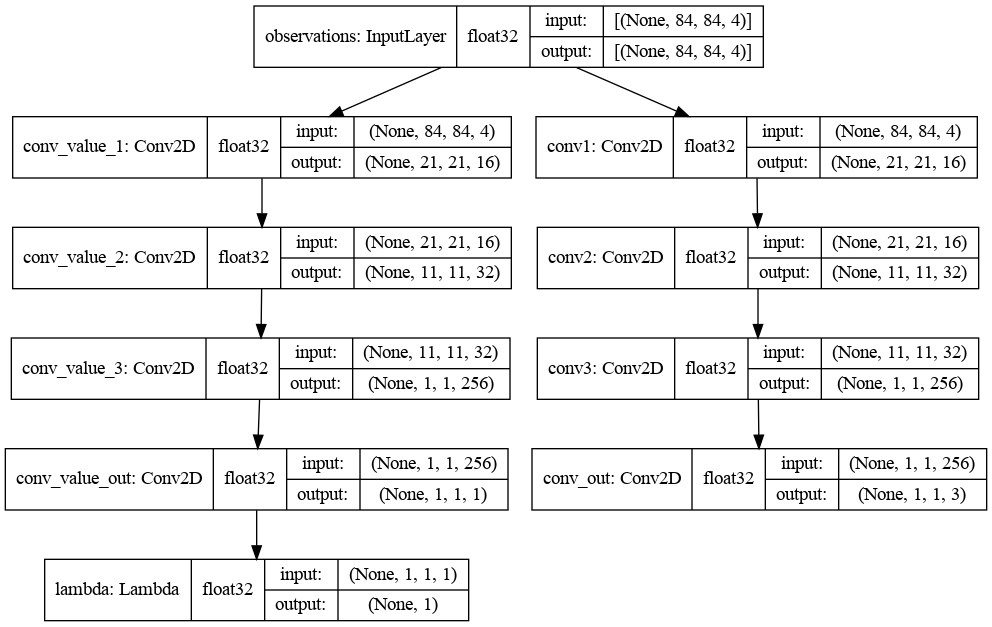 observations: InputLayer float32 input: [(None, 84, 84, 4)]
output: [(None, 84, 84, 4)]
conv_value_1: Conv2D float32 input: (None, 84, 84, 4)
output: (None, 21, 21, 16)
conv1: Conv2D float32 input: (None, 84, 84, 4)
output: (None, 21, 21, 16)
conv_value_2: Conv2D float32 input: (None, 21, 21, 16)
output: (None, 11, 11, 32)
conv2: Conv2D float32 input: (None, 21, 21, 16)
output: (None, 11, 11, 32)
conv_value_3: Conv2D float32 input: (None, 11, 11, 32)
output: (None, 1, 1, 256)
conv3: Conv2D float32 input: (None, 11, 11, 32)
output: (None, 1, 1, 256)
conv_value_out: Conv2D float32 input: (None, 1, 1, 256)
output: (None, 1, 1, 1)
conv_out: Conv2D float32 input: (None, 1, 1, 256)
output: (None, 1, 1, 3)
lambda: Lambda float32 input: (None, 1, 1, 1)
output: (None, 1)